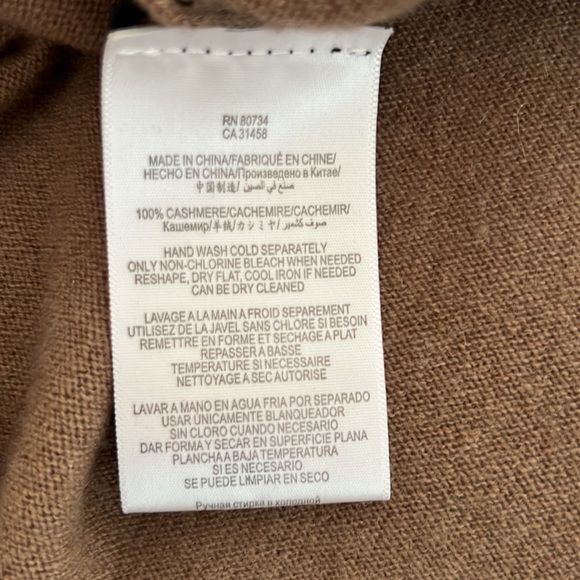 RN 80734
CA 31458
MADE IN CHINA/FABRIQUÉ EN CHINE/
HECHO EN CHINA/Произведено в Китае/
中国制造/ صنع في الصين/
100% CASHMERE/CACHEMIRE/CACHEMIR/
Кашемир/羊絨/カシミヤ/ صوف كشمير/
HAND WASH COLD SEPARATELY
ONLY NON-CHLORINE BLEACH WHEN NEEDED
RESHAPE, DRY FLAT, COOL IRON IF NEEDED
CAN BE DRY CLEANED
LAVAGE A LA MAIN A FROID SEPAREMENT
UTILISEZ DE LA JAVEL SANS CHLORE SI BESOIN
REMETTRE EN FORME ET SECHAGE A PLAT
REPASSER A BASSE
TEMPERATURE SI NECESSAIRE
NETTOYAGE A SEC AUTORISE
LAVAR A MANO EN AGUA FRIA POR SEPARADO
USAR ÚNICAMENTE BLANQUEADOR
SIN CLORO CUANDO NECESARIO
DAR FORMA Y SECAR EN SUPERFICIE PLANA
PLANCHA A BAJA TEMPERATURA
SI ES NECESARIO
SE PUEDE LIMPIAR EN SECO
Ручная стирка в холодной